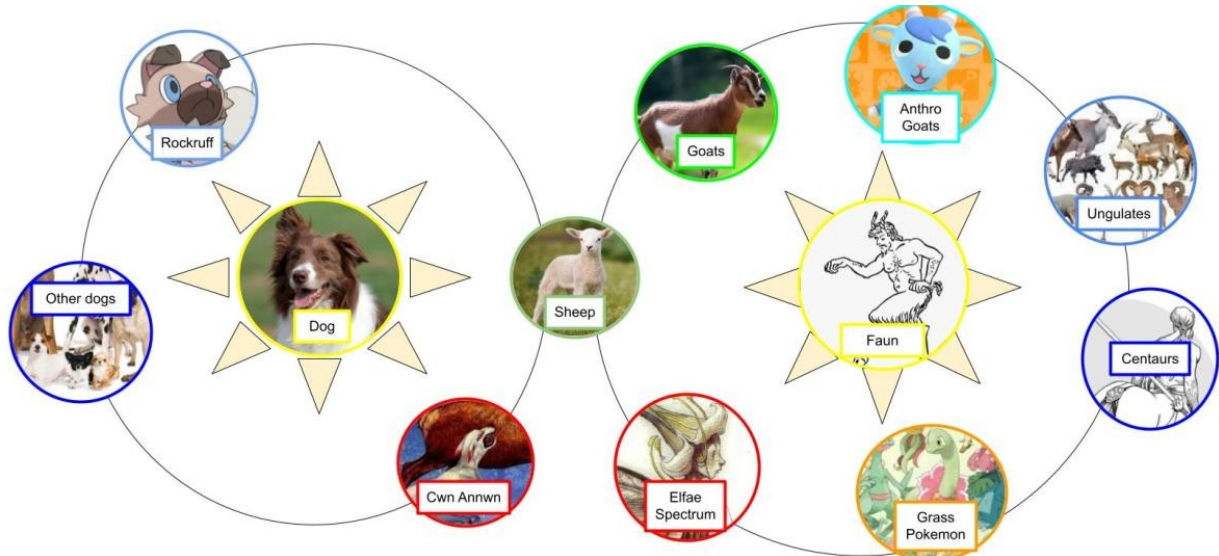 Rockruff
Other dogs
Dog
Cwn Annwn
Sheep
Goats
Anthro
Goats
Ungulates
Faun
Centaurs
Elfae
Spectrum
Grass
Pokemon